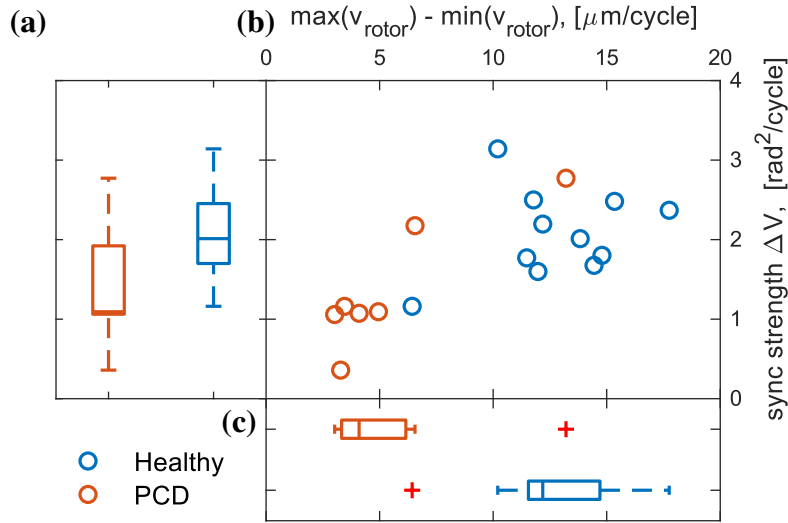 (a)
(b)
max(v_rotor) - min(v_rotor), [μm/cycle]
0 5 10 15 20
4
3
2
1
0
sync strength ΔV, [rad²/cycle]
(c)
Healthy
PCD